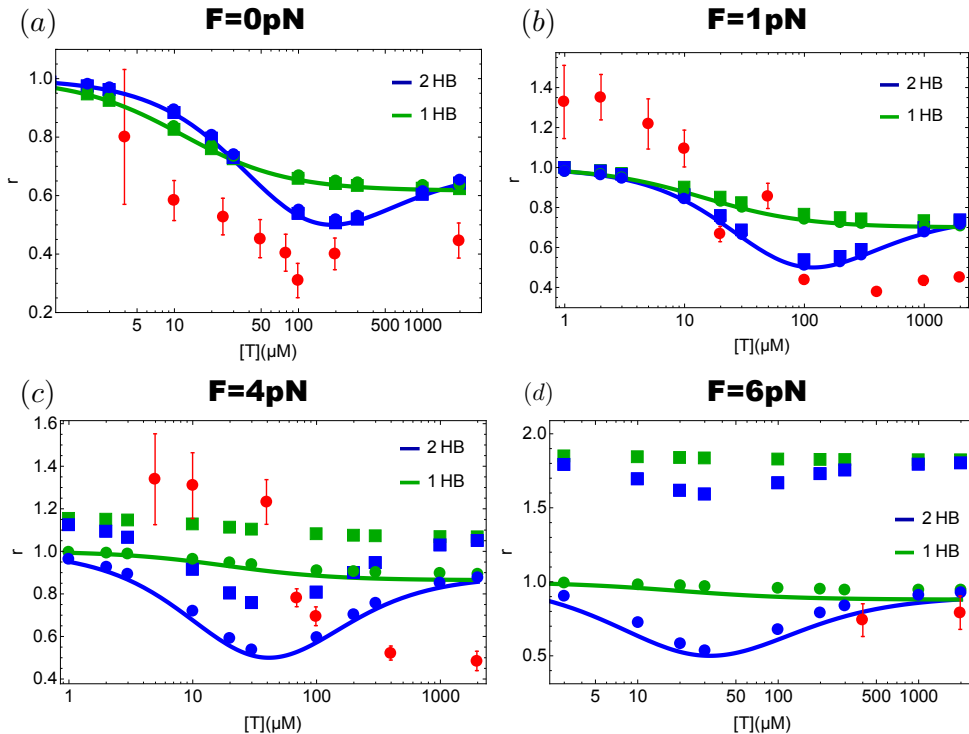 (a) F=0pN
2 HB
1 HB
r
1.0
0.8
0.6
0.4
0.2
5 10 50 100 500 1000
[T](μM)
(b) F=1pN
2 HB
1 HB
r
1.4
1.2
1.0
0.8
0.6
0.4
1 10 100 1000
[T](μM)
(c) F=4pN
2 HB
1 HB
r
1.6
1.4
1.2
1.0
0.8
0.6
0.4
1 10 100 1000
[T](μM)
(d) F=6pN
2 HB
1 HB
r
2.0
1.5
1.0
0.5
0.0
5 10 50 100 500 1000
[T](μM)